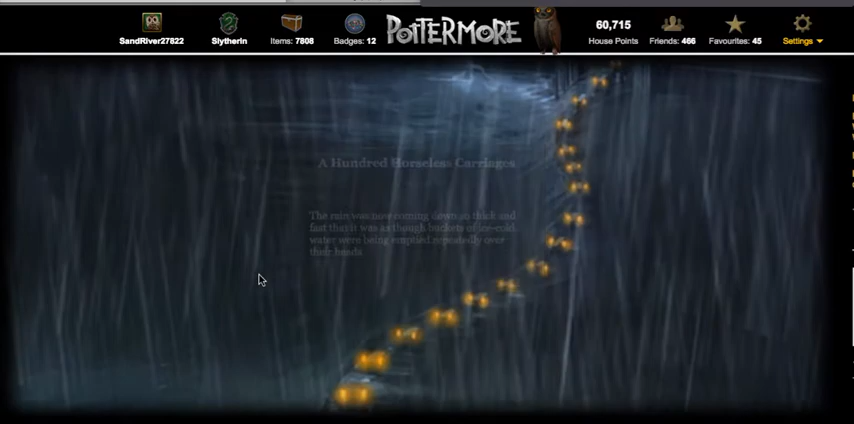 POTTERMORE
60,715
SandRiver27822
Slytherin
Items: 7808
Badges: 12
House Points
Friends: 466
Favourites: 45
Settings
A Hundred Horseless Carriages
The rain was now coming down so thick and
fast that it was as though buckets of ice-cold
water were being emptied repeatedly over
their heads